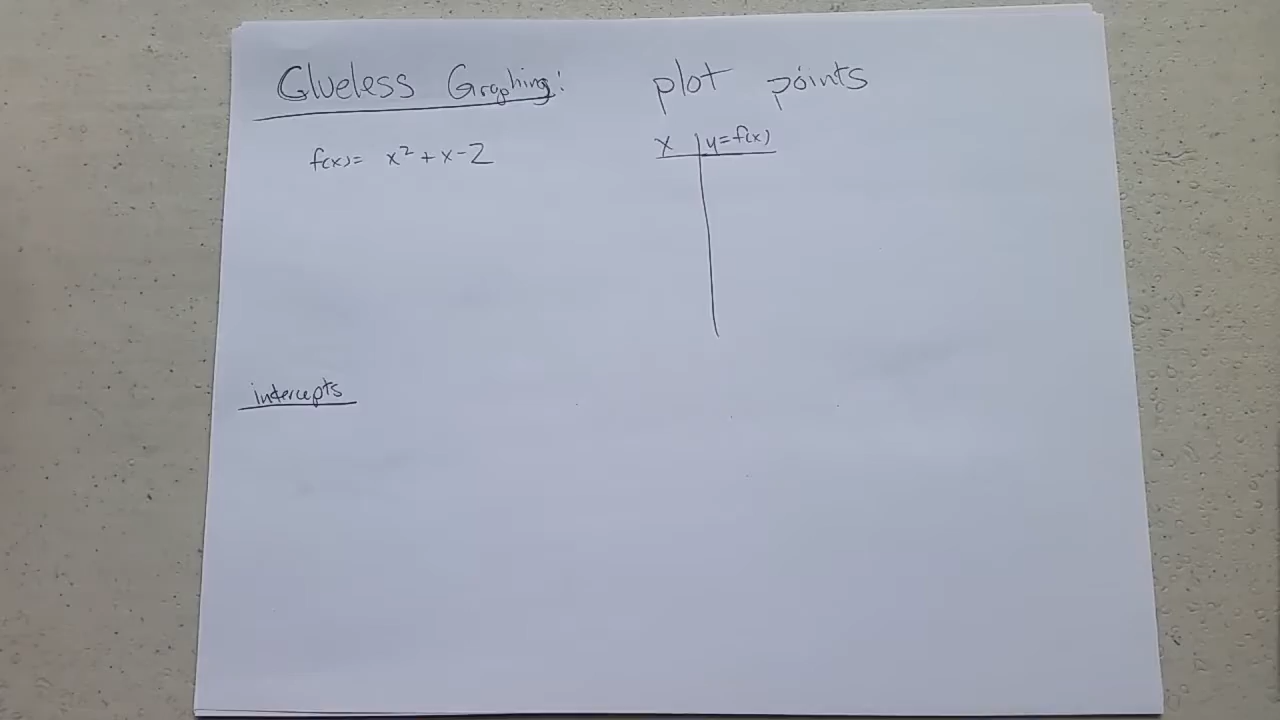 Clueless Graphing: plot points
f(x)= x² + x - 2
x | y = f(x)
intercepts